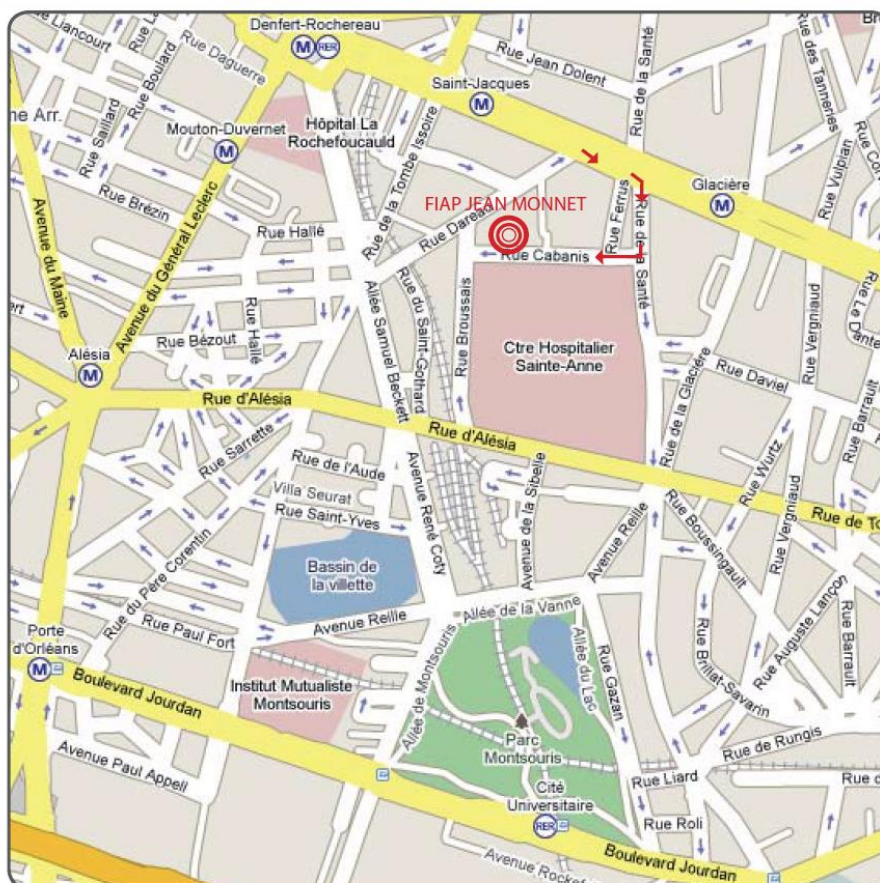 Denfert-Rochereau
M
RER
Rue Daguerre
Rue Boulard
Rue Saillard
Rue Jean Dolent
Rue de la Santé
Rue des Tanneries
Saint-Jacques
M
Mouton-Duvernet
M
Hôpital La
Rochefoucauld
Rue de la Tombe Issoire
Rue Vulpian
Glacière
M
Rue Brézin
Avenue du Maine
Avenue du Général Leclerc
Rue Hallé
FIAP JEAN MONNET
Rue Ferrus
Rue de la Santé
Rue Cabanis
Rue Hallé
Rue Bézout
Allée Samuel Beckett
Rue du Saint-Gothard
Rue Broussais
Ctre Hospitalier
Sainte-Anne
Rue de la Glacière
Rue Vergniaud
Rue Daviel
Rue Barrault
Alésia
M
Rue d'Alésia
Rue d'Alésia
Rue Sarrette
Rue de l'Aude
Villa Seurat
Rue Saint-Yves
Avenue René Coty
Avenue de la Sibelle
Avenue Reille
Rue Boussingault
Rue Wurtz
Rue Vergniaud
Bassin de
la villette
Rue du Père Corentin
Rue Paul Fort
Avenue Reille
Allée de la Vanne
Rue Auguste Lançon
Rue Barrault
Porte
d'Orléans
M
Boulevard Jourdan
Institut Mutualiste
Montsouris
Allée de Montsouris
Allée du Lac
Rue Gazan
Rue Brillat-Savarin
Rue de Rungis
Parc
Montsouris
Avenue Paul Appell
Rue Liard
Cité
Universitaire
RER
Rue Roli
Boulevard Jourdan